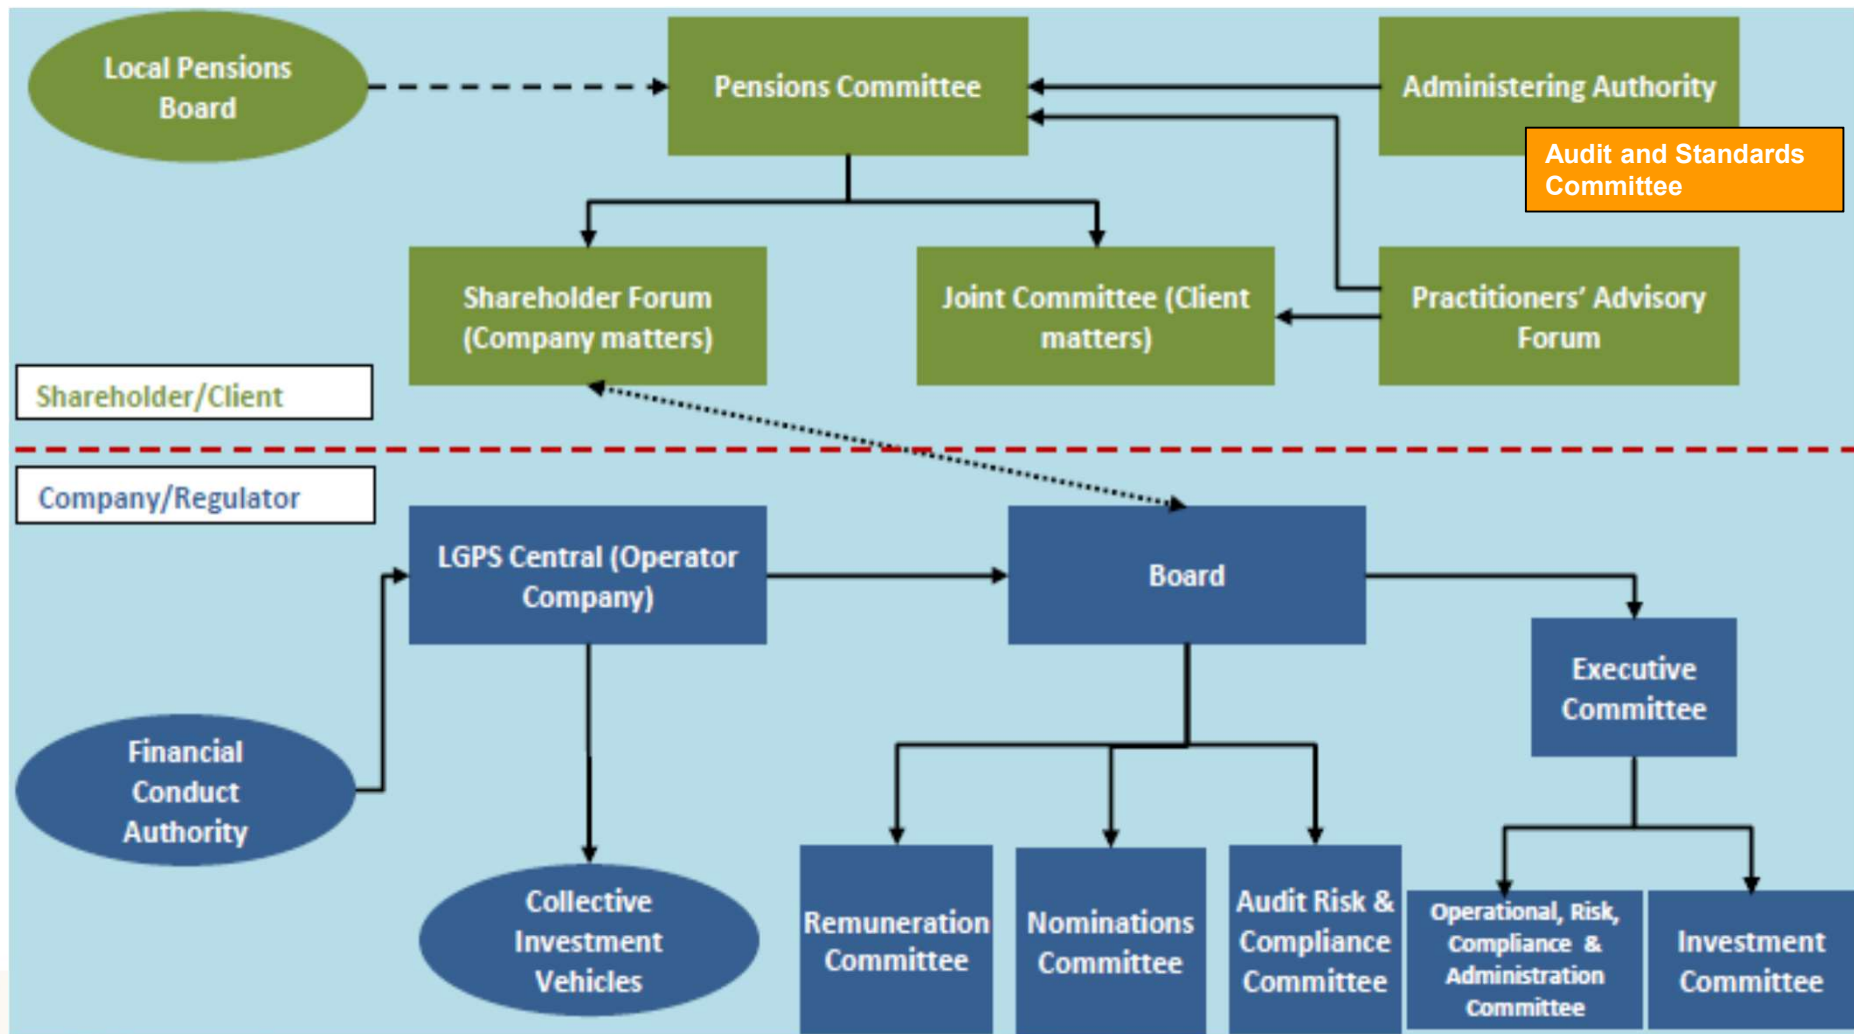 Local Pensions
Board
Pensions Committee
Administering Authority
Audit and Standards
Committee
Shareholder Forum
(Company matters)
Joint Committee (Client
matters)
Practitioners’ Advisory
Forum
Shareholder/Client
Company/Regulator
LGPS Central (Operator
Company)
Board
Executive
Committee
Financial
Conduct
Authority
Collective
Investment
Vehicles
Remuneration
Committee
Nominations
Committee
Audit Risk &
Compliance
Committee
Operational, Risk,
Compliance &
Administration
Committee
Investment
Committee